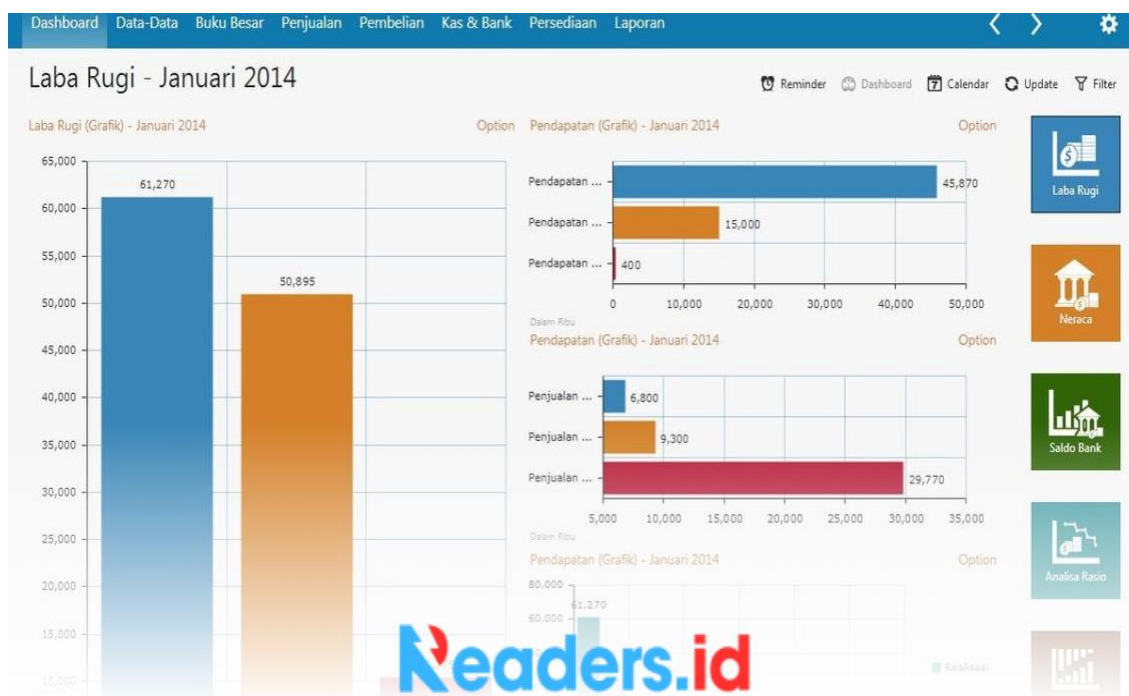 Dashboard Data-Data Buku Besar Penjualan Pembelian Kas & Bank Persediaan Laporan
Laba Rugi - Januari 2014
Reminder Dashboard Calendar Update Filter
Laba Rugi (Grafik) - Januari 2014 Option
65,000
61,270
60,000
55,000
50,895
50,000
45,000
40,000
35,000
30,000
25,000
20,000
15,000
10,000
Pendapatan (Grafik) - Januari 2014 Option
Pendapatan ... 45,870
Pendapatan ... 15,000
Pendapatan ... 400
0 10,000 20,000 30,000 40,000 50,000
Dalam Ribu
Pendapatan (Grafik) - Januari 2014 Option
Penjualan ... 6,800
Penjualan ... 9,300
Penjualan ... 29,770
5,000 10,000 15,000 20,000 25,000 30,000 35,000
Dalam Ribu
Pendapatan (Grafik) - Januari 2014 Option
80,000
61,270
60,000
Realisasi
Laba Rugi
Neraca
Saldo Bank
Analisa Rasio
Readers.id